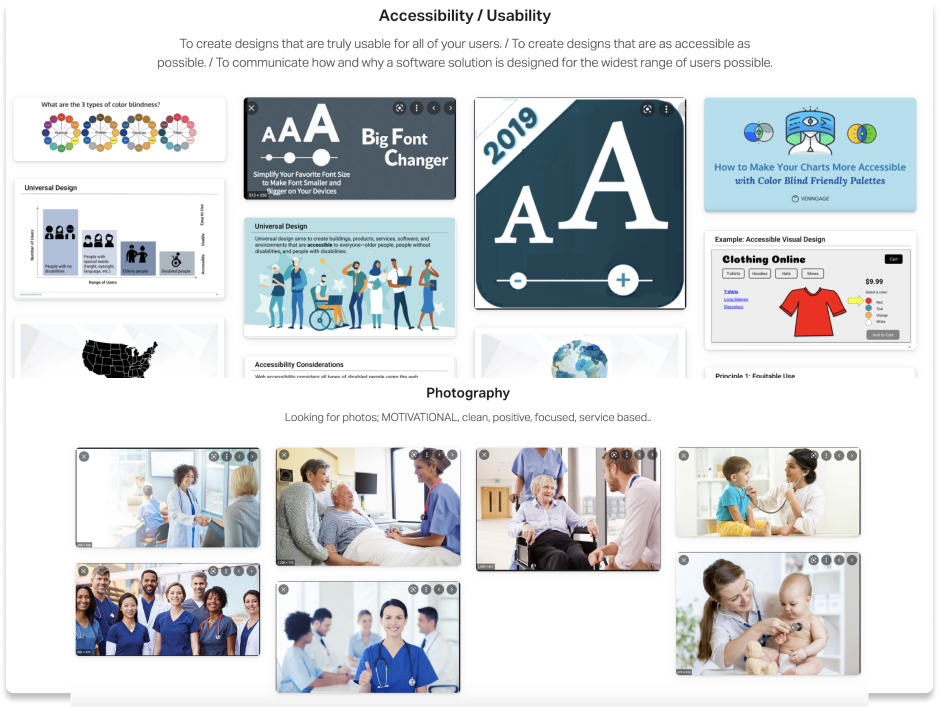 Accessibility / Usability
To create designs that are truly usable for all of your users. / To create designs that are as accessible as
possible. / To communicate how and why a software solution is designed for the widest range of users possible.
What are the 3 types of color blindness?
Universal Design
Number of Users
People with no
disabilities
People with
special needs
(height, eyesight,
language, etc.)
Elderly people
Disabled people
Range of Users
Easy to Use
Usable
Accessible
AAA
Big Font
Changer
Simplify Your Favorite Font Size
to Make Font Smaller and
Bigger on Your Devices
Universal Design
Universal design aims to create buildings, products, services, software, and
environments that are accessible to everyone–older people, people without
disabilities, and people with disabilities.
Accessibility Considerations
Web accessibility considers all types of disabled people using the web
2019
AA
How to Make Your Charts More Accessible
with Color Blind Friendly Palettes
VENNGAGE
Example: Accessible Visual Design
Clothing Online
Cart
T-shirts
Hoodies
Hats
Shoes
T-shirts
Long Sleeves
Sleeveless
$9.99
Select a color:
Red
Teal
Orange
White
Add to Cart
Principle 1: Equitable Use
Photography
Looking for photos; MOTIVATIONAL, clean, positive, focused, service based..